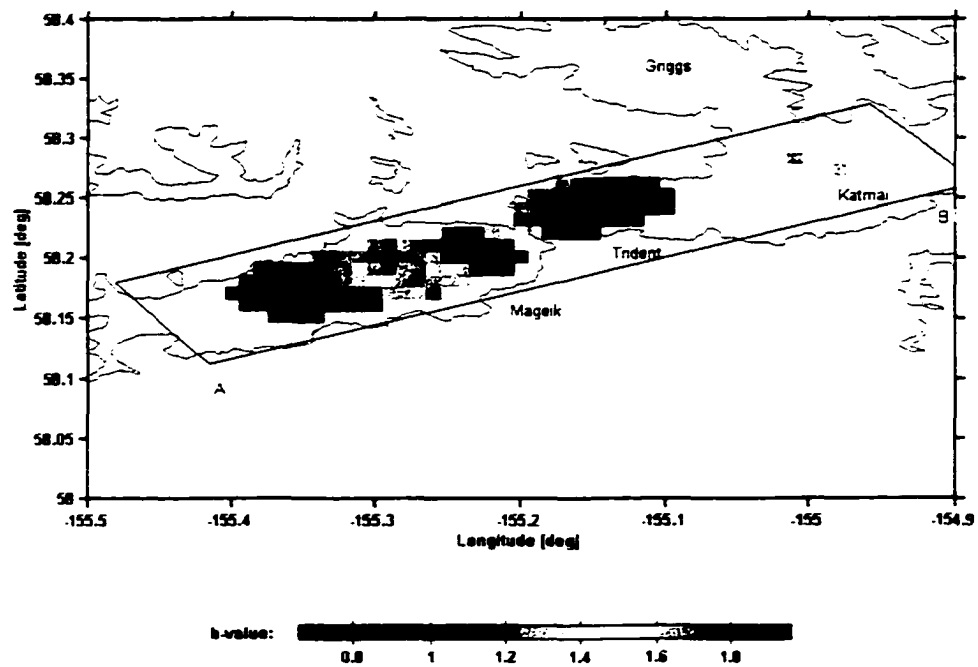 58.4
58.35
58.3
58.25
58.2
58.15
58.1
58.05
58
Latitude [deg]
Griggs
Katmai
B
Trident
Mageik
A
-155.5 -155.4 -155.3 -155.2 -155.1 -155 -154.9
Longitude [deg]
b-value:
0.8 1 1.2 1.4 1.6 1.8